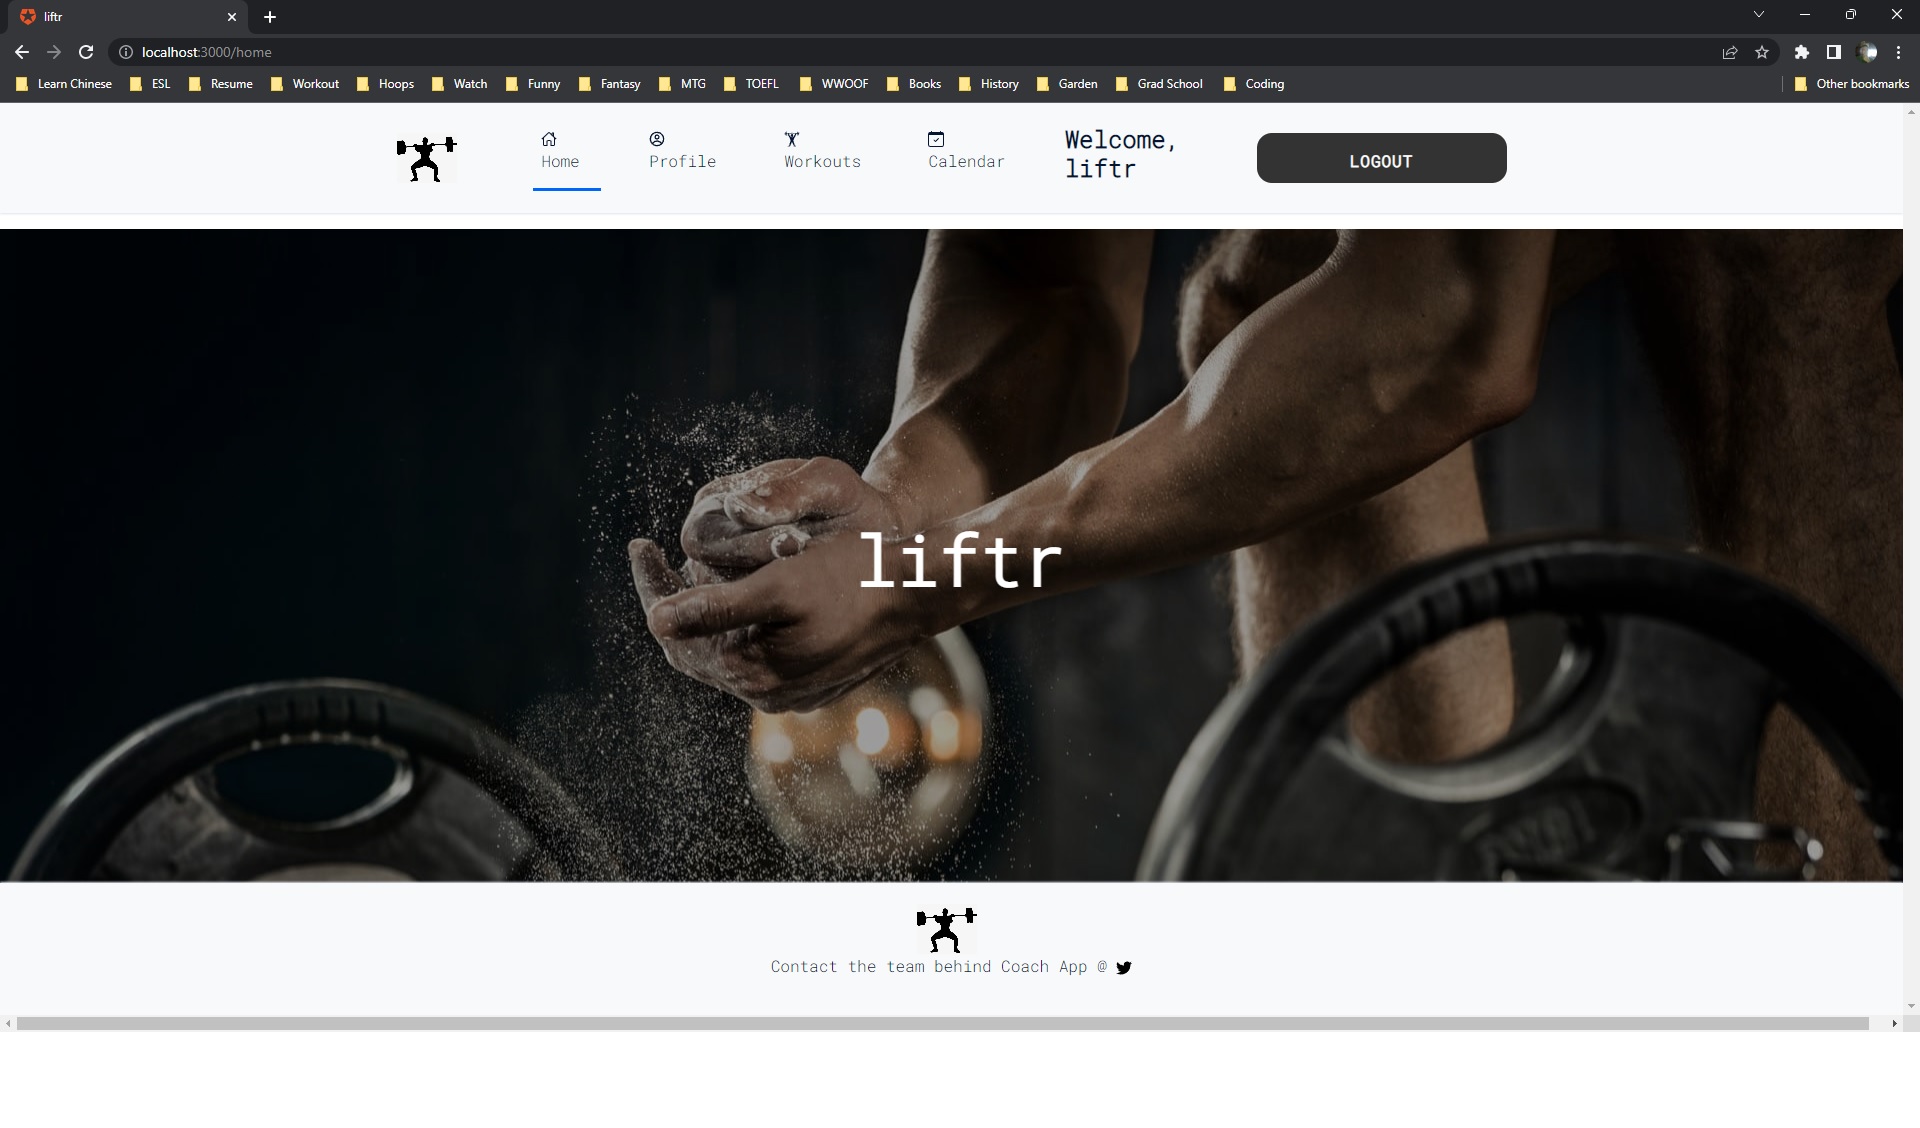 liftr
localhost:3000/home
Learn Chinese ESL Resume Workout Hoops Watch Funny Fantasy MTG TOEFL WWOOF Books History Garden Grad School Coding Other bookmarks
Home Profile Workouts Calendar
Welcome,
liftr
LOGOUT
liftr
Contact the team behind Coach App @